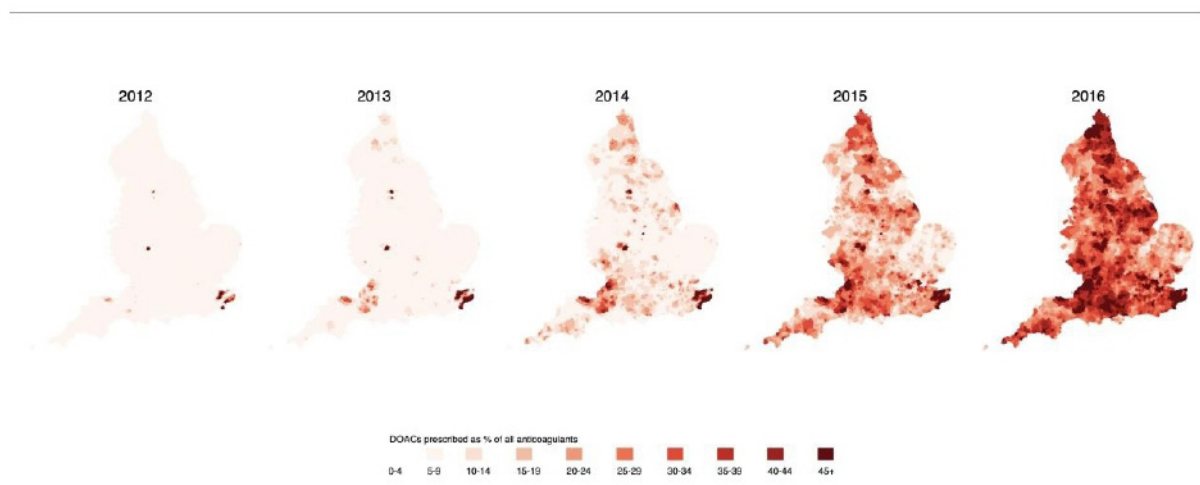 2012 2013 2014 2015 2016
DOACs prescribed as % of all anticoagulants
0-4 5-9 10-14 15-19 20-24 25-29 30-34 35-39 40-44 45+